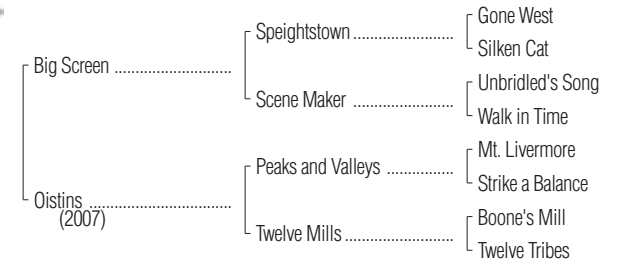 Gone West
Speightstown
Silken Cat
Big Screen
Unbridled's Song
Scene Maker
Walk in Time
Mt. Livermore
Peaks and Valleys
Strike a Balance
Oistins
(2007)
Boone's Mill
Twelve Mills
Twelve Tribes